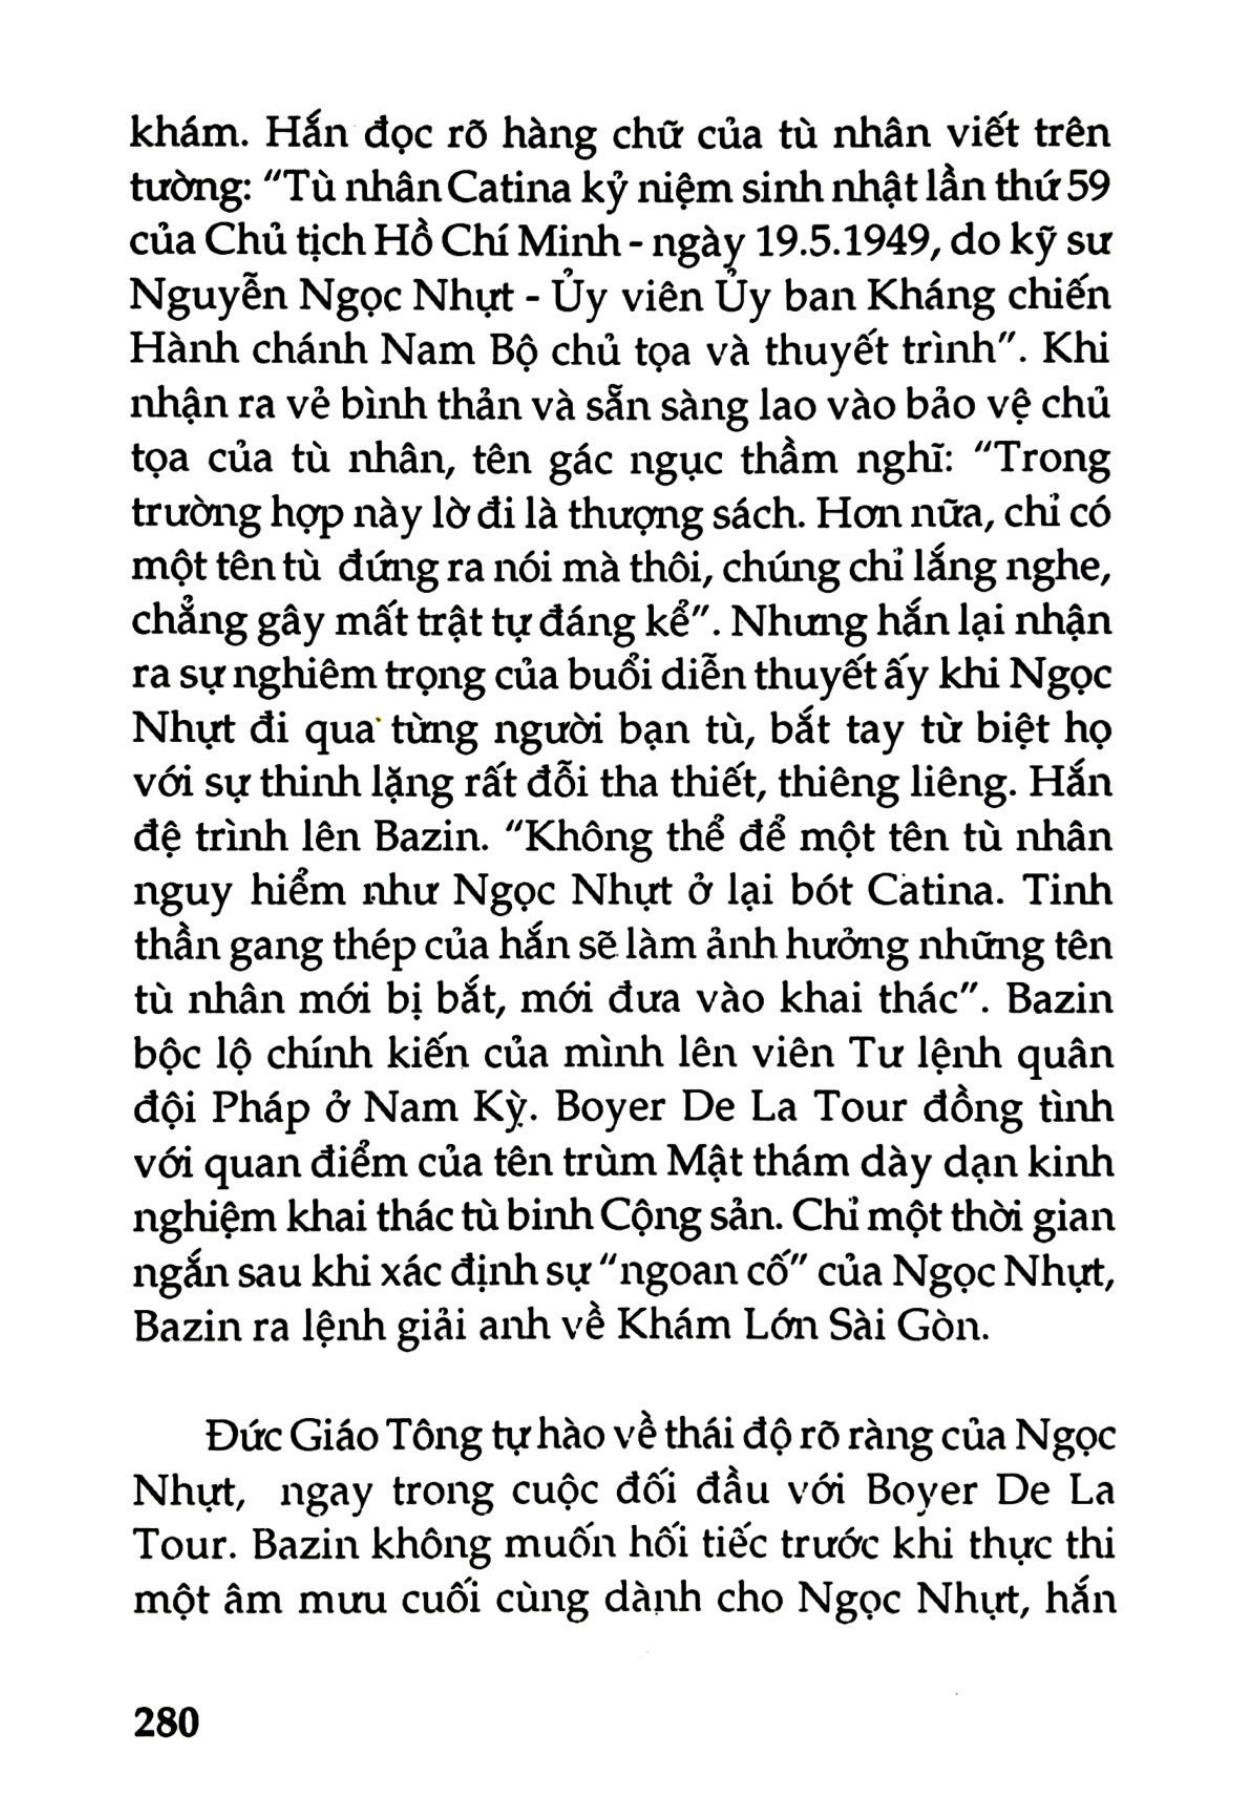 khám. Hắn đọc rõ hàng chữ của tù nhân viết trên
tường: "Tù nhân Catina kỷ niệm sinh nhật lần thứ 59
của Chủ tịch Hồ Chí Minh - ngày 19.5.1949, do kỹ sư
Nguyễn Ngọc Nhựt - Ủy viên Ủy ban Kháng chiến
Hành chánh Nam Bộ chủ tọa và thuyết trình". Khi
nhận ra vẻ bình thản và sẵn sàng lao vào bảo vệ chủ
tọa của tù nhân, tên gác ngục thầm nghĩ: "Trong
trường hợp này lờ đi là thượng sách. Hơn nữa, chỉ có
một tên tù đứng ra nói mà thôi, chúng chỉ lắng nghe,
chẳng gây mất trật tự đáng kể". Nhưng hắn lại nhận
ra sự nghiêm trọng của buổi diễn thuyết ấy khi Ngọc
Nhựt đi qua từng người bạn tù, bắt tay từ biệt họ
với sự thinh lặng rất đỗi tha thiết, thiêng liêng. Hắn
đệ trình lên Bazin. "Không thể để một tên tù nhân
nguy hiểm như Ngọc Nhựt ở lại bót Catina. Tinh
thần gang thép của hắn sẽ làm ảnh hưởng những tên
tù nhân mới bị bắt, mới đưa vào khai thác". Bazin
bộc lộ chính kiến của mình lên viên Tư lệnh quân
đội Pháp ở Nam Kỳ. Boyer De La Tour đồng tình
với quan điểm của tên trùm Mật thám dày dạn kinh
nghiệm khai thác tù binh Cộng sản. Chỉ một thời gian
ngắn sau khi xác định sự "ngoan cố" của Ngọc Nhựt,
Bazin ra lệnh giải anh về Khám Lớn Sài Gòn.
Đức Giáo Tông tự hào về thái độ rõ ràng của Ngọc
Nhựt, ngay trong cuộc đối đầu với Boyer De La
Tour. Bazin không muốn hối tiếc trước khi thực thi
một âm mưu cuối cùng dành cho Ngọc Nhựt, hắn
280